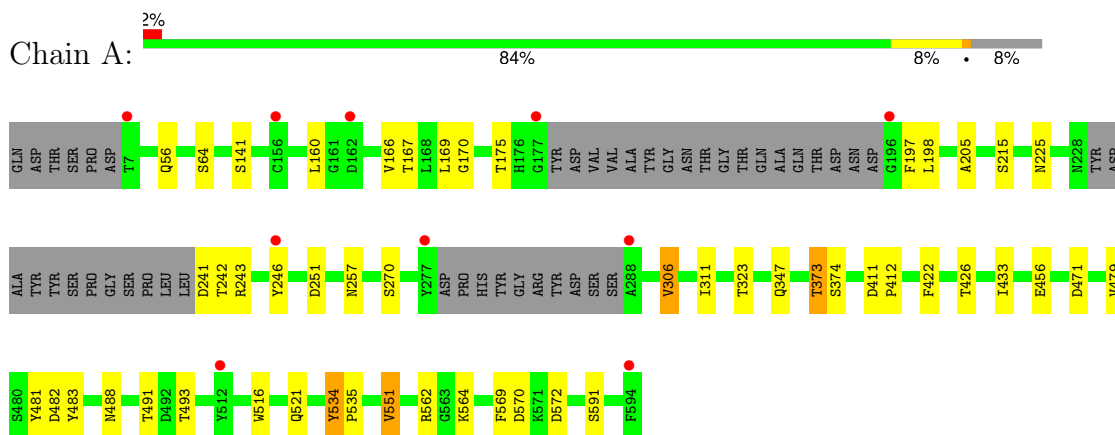 2%
Chain A:
84% 8% • 8%
GLN ASP THR SER PRO ASP T7 Q56 S64 S141 C156 L160 G161 D162 V166 T167 L168 L169 G170 T175 H176 G177 TYR ASP VAL VAL ALA TYR GLY ASN THR GLY THR GLN ALA GLN THR ASP ASN ASP G196 F197 L198 A205 S215 N225 N228 TYR ASP
ALA TYR TYR SER PRO GLY SER PRO LEU LEU D241 T242 R243 Y246 D251 N257 S270 Y277 ASP PRO HIS TYR GLY ARG TYR ASP SER SER A288 V306 I311 T323 Q347 T373 S374 D411 P412 F422 T426 I433 E456 D471 V479
S480 Y481 D482 Y483 N488 T491 D492 T493 Y512 W516 Q521 Y534 P535 V551 R562 G563 K564 F569 D570 K571 D572 S591 F594